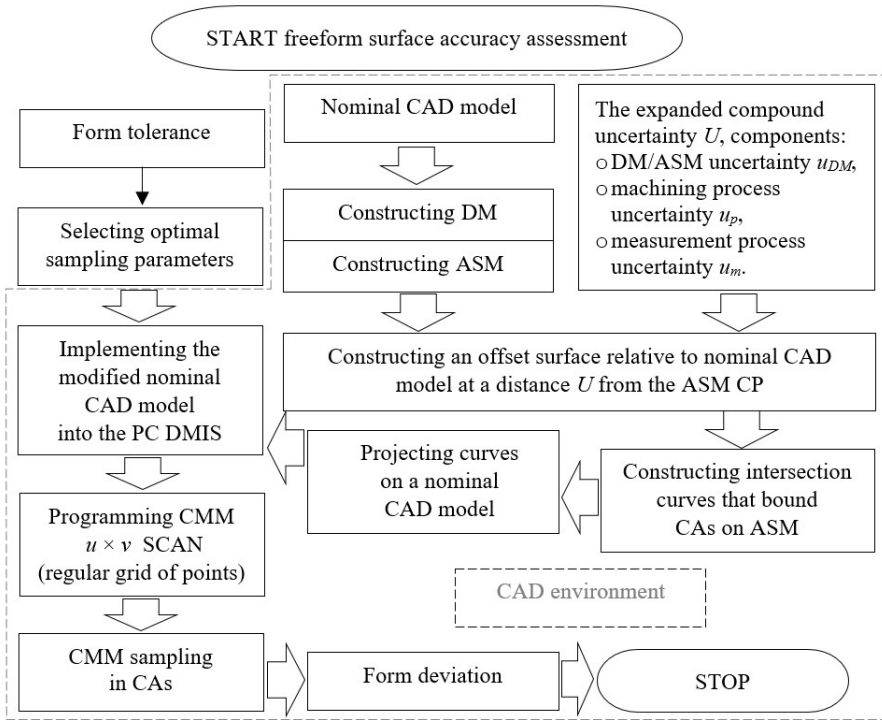 START freeform surface accuracy assessment
Form tolerance
Selecting optimal
sampling parameters
Nominal CAD model
Constructing DM
Constructing ASM
The expanded compound
uncertainty U, components:
○ DM/ASM uncertainty uDM,
○ machining process
uncertainty up,
○ measurement process
uncertainty um.
Constructing an offset surface relative to nominal CAD
model at a distance U from the ASM CP
Implementing the
modified nominal
CAD model
into the PC DMIS
Projecting curves
on a nominal
CAD model
Constructing intersection
curves that bound
CAs on ASM
Programming CMM
u × v SCAN
(regular grid of points)
CAD environment
CMM sampling
in CAs
Form deviation
STOP